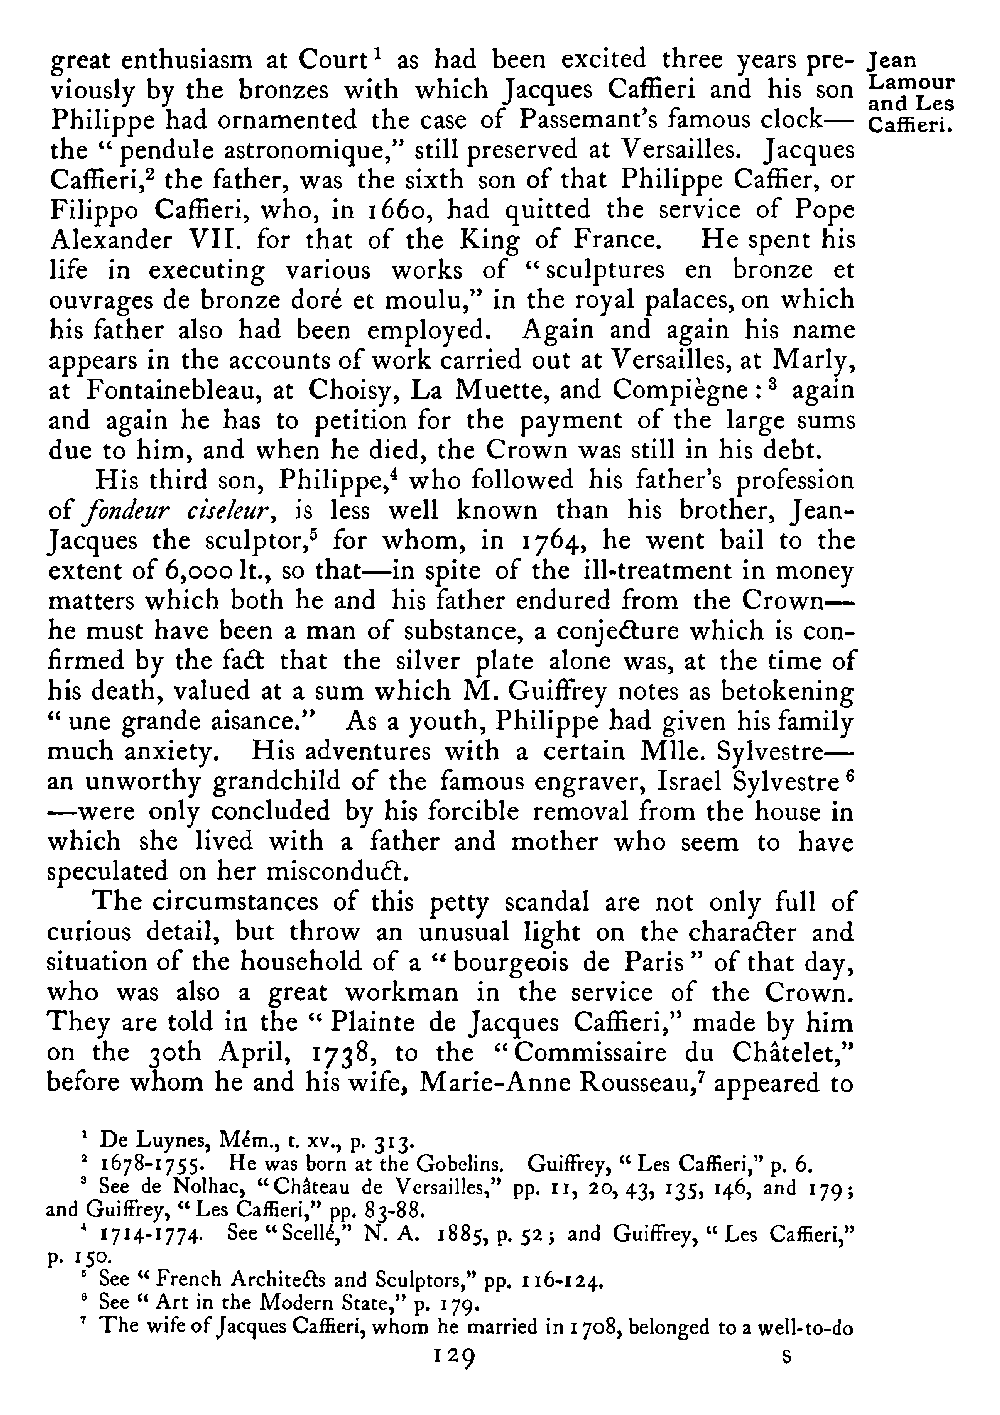 great enthusiasm at Court¹ as had been excited three years pre-
viously by the bronzes with which Jacques Caffieri and his son
Philippe had ornamented the case of Passemant's famous clock—
the “pendule astronomique,” still preserved at Versailles. Jacques
Caffieri,² the father, was the sixth son of that Philippe Caffier, or
Filippo Caffieri, who, in 1660, had quitted the service of Pope
Alexander VII. for that of the King of France. He spent his
life in executing various works of “sculptures en bronze et
ouvrages de bronze doré et moulu,” in the royal palaces, on which
his father also had been employed. Again and again his name
appears in the accounts of work carried out at Versailles, at Marly,
at Fontainebleau, at Choisy, La Muette, and Compiègne:³ again
and again he has to petition for the payment of the large sums
due to him, and when he died, the Crown was still in his debt.
His third son, Philippe,⁴ who followed his father's profession
of fondeur ciseleur, is less well known than his brother, Jean-
Jacques the sculptor,⁵ for whom, in 1764, he went bail to the
extent of 6,000 lt., so that—in spite of the ill-treatment in money
matters which both he and his father endured from the Crown—
he must have been a man of substance, a conjecture which is con-
firmed by the fact that the silver plate alone was, at the time of
his death, valued at a sum which M. Guiffrey notes as betokening
“une grande aisance.” As a youth, Philippe had given his family
much anxiety. His adventures with a certain Mlle. Sylvestre—
an unworthy grandchild of the famous engraver, Israel Sylvestre⁶
—were only concluded by his forcible removal from the house in
which she lived with a father and mother who seem to have
speculated on her misconduct.
The circumstances of this petty scandal are not only full of
curious detail, but throw an unusual light on the character and
situation of the household of a “bourgeois de Paris” of that day,
who was also a great workman in the service of the Crown.
They are told in the “Plainte de Jacques Caffieri,” made by him
on the 30th April, 1738, to the “Commissaire du Châtelet,”
before whom he and his wife, Marie-Anne Rousseau,⁷ appeared to
Jean
Lamour
and Les
Caffieri.
¹ De Luynes, Mém., t. xv., p. 313.
² 1678-1755. He was born at the Gobelins. Guiffrey, “Les Caffieri,” p. 6.
³ See de Nolhac, “Château de Versailles,” pp. 11, 20, 43, 135, 146, and 179;
and Guiffrey, “Les Caffieri,” pp. 83-88.
⁴ 1714-1774. See “Scellé,” N. A. 1885, p. 52; and Guiffrey, “Les Caffieri,”
p. 150.
⁵ See “French Architects and Sculptors,” pp. 116-124.
⁶ See “Art in the Modern State,” p. 179.
⁷ The wife of Jacques Caffieri, whom he married in 1708, belonged to a well-to-do
129 S